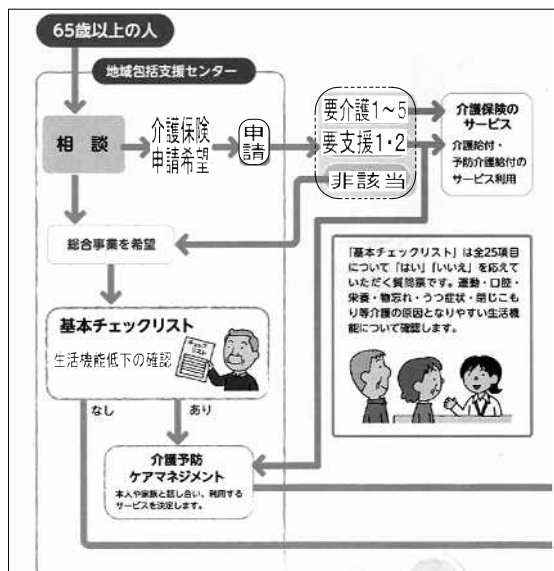 65歳以上の人
地域包括支援センター
相談
介護保険
申請希望
申請
要介護1～5
要支援1・2
非該当
介護保険の
サービス
介護給付・
予防介護給付の
サービス利用
総合事業を希望
「基本チェックリスト」は全25項目
について「はい」「いいえ」を応えて
いただく質問票です。運動・口腔・
栄養・物忘れ・うつ症状・閉じこも
り等介護の原因となりやすい生活機
能について確認します。
基本チェックリスト
生活機能低下の確認
チェック
リスト
なし
あり
介護予防
ケアマネジメント
本人や家族と話し合い、利用する
サービスを決定します。